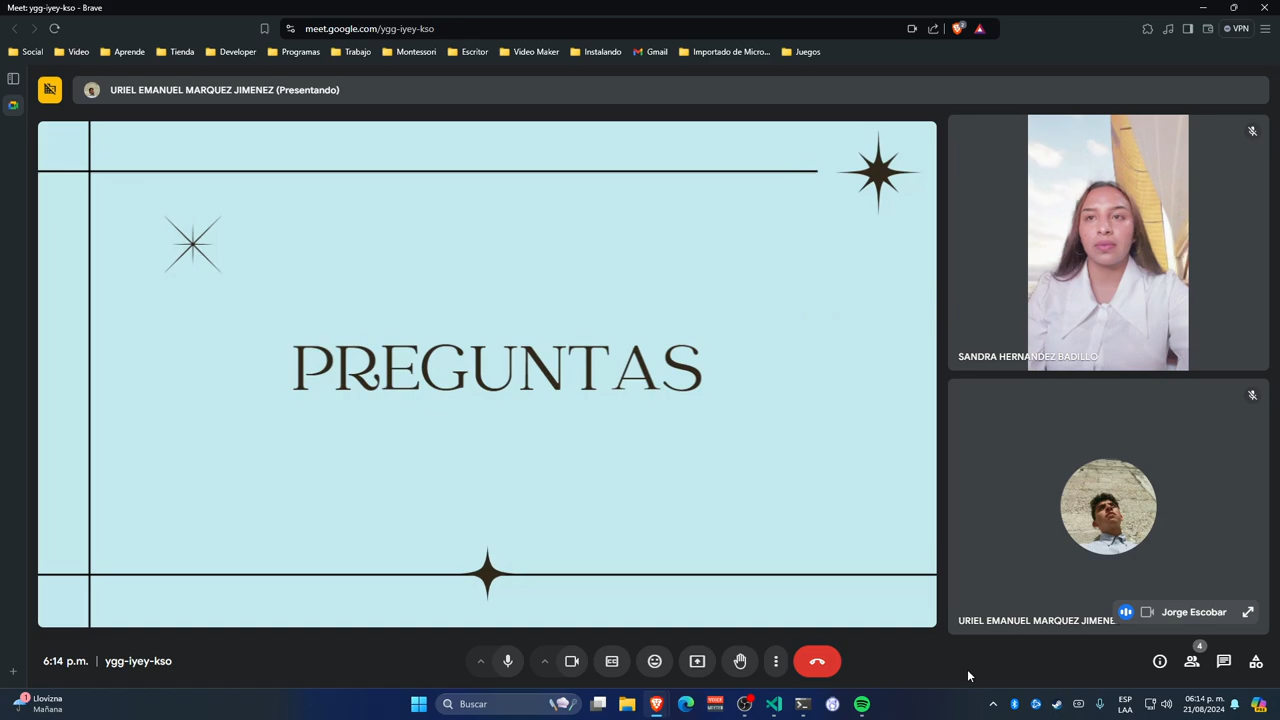 Meet: ygg-iyey-kso - Brave
meet.google.com/ygg-iyey-kso
2
VPN
Social
Video
Aprende
Tienda
Developer
Programas
Trabajo
Montessori
Escritor
Video Maker
Instalando
Gmail
Importado de Micro...
Juegos
URIEL EMANUEL MARQUEZ JIMENEZ (Presentando)
PREGUNTAS
SANDRA HERNANDEZ BADILLO
Jorge Escobar
URIEL EMANUEL MARQUEZ JIMENE
6:14 p.m. | ygg-iyey-kso
4
1
Llovizna
Mañana
Buscar
VOICE
ESP
LAA
06:14 p. m.
21/08/2024